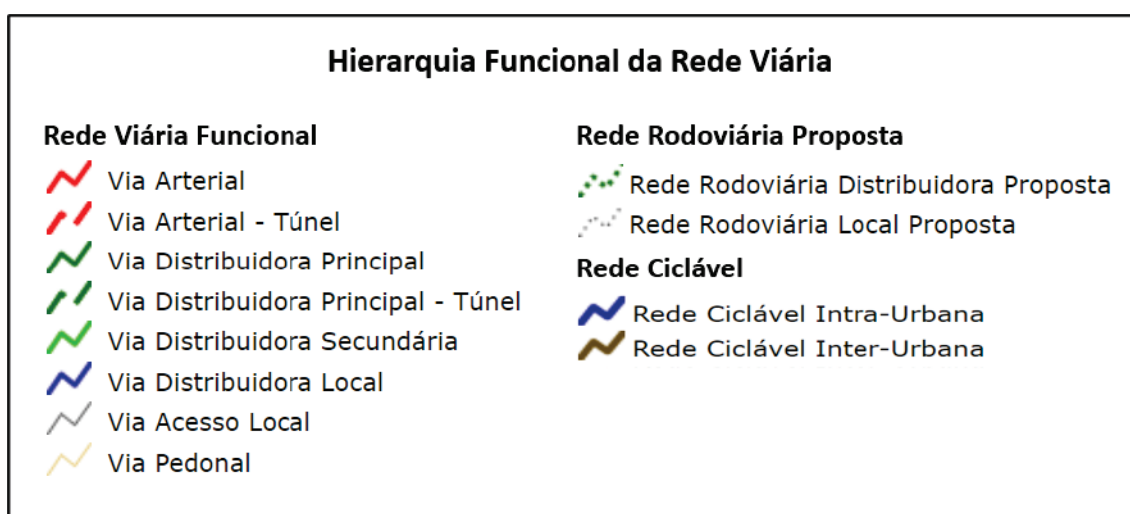 Hierarquia Funcional da Rede Viária
Rede Viária Funcional
Via Arterial
Via Arterial - Túnel
Via Distribuidora Principal
Via Distribuidora Principal - Túnel
Via Distribuidora Secundária
Via Distribuidora Local
Via Acesso Local
Via Pedonal
Rede Rodoviária Proposta
Rede Rodoviária Distribuidora Proposta
Rede Rodoviária Local Proposta
Rede Ciclável
Rede Ciclável Intra-Urbana
Rede Ciclável Inter-Urbana